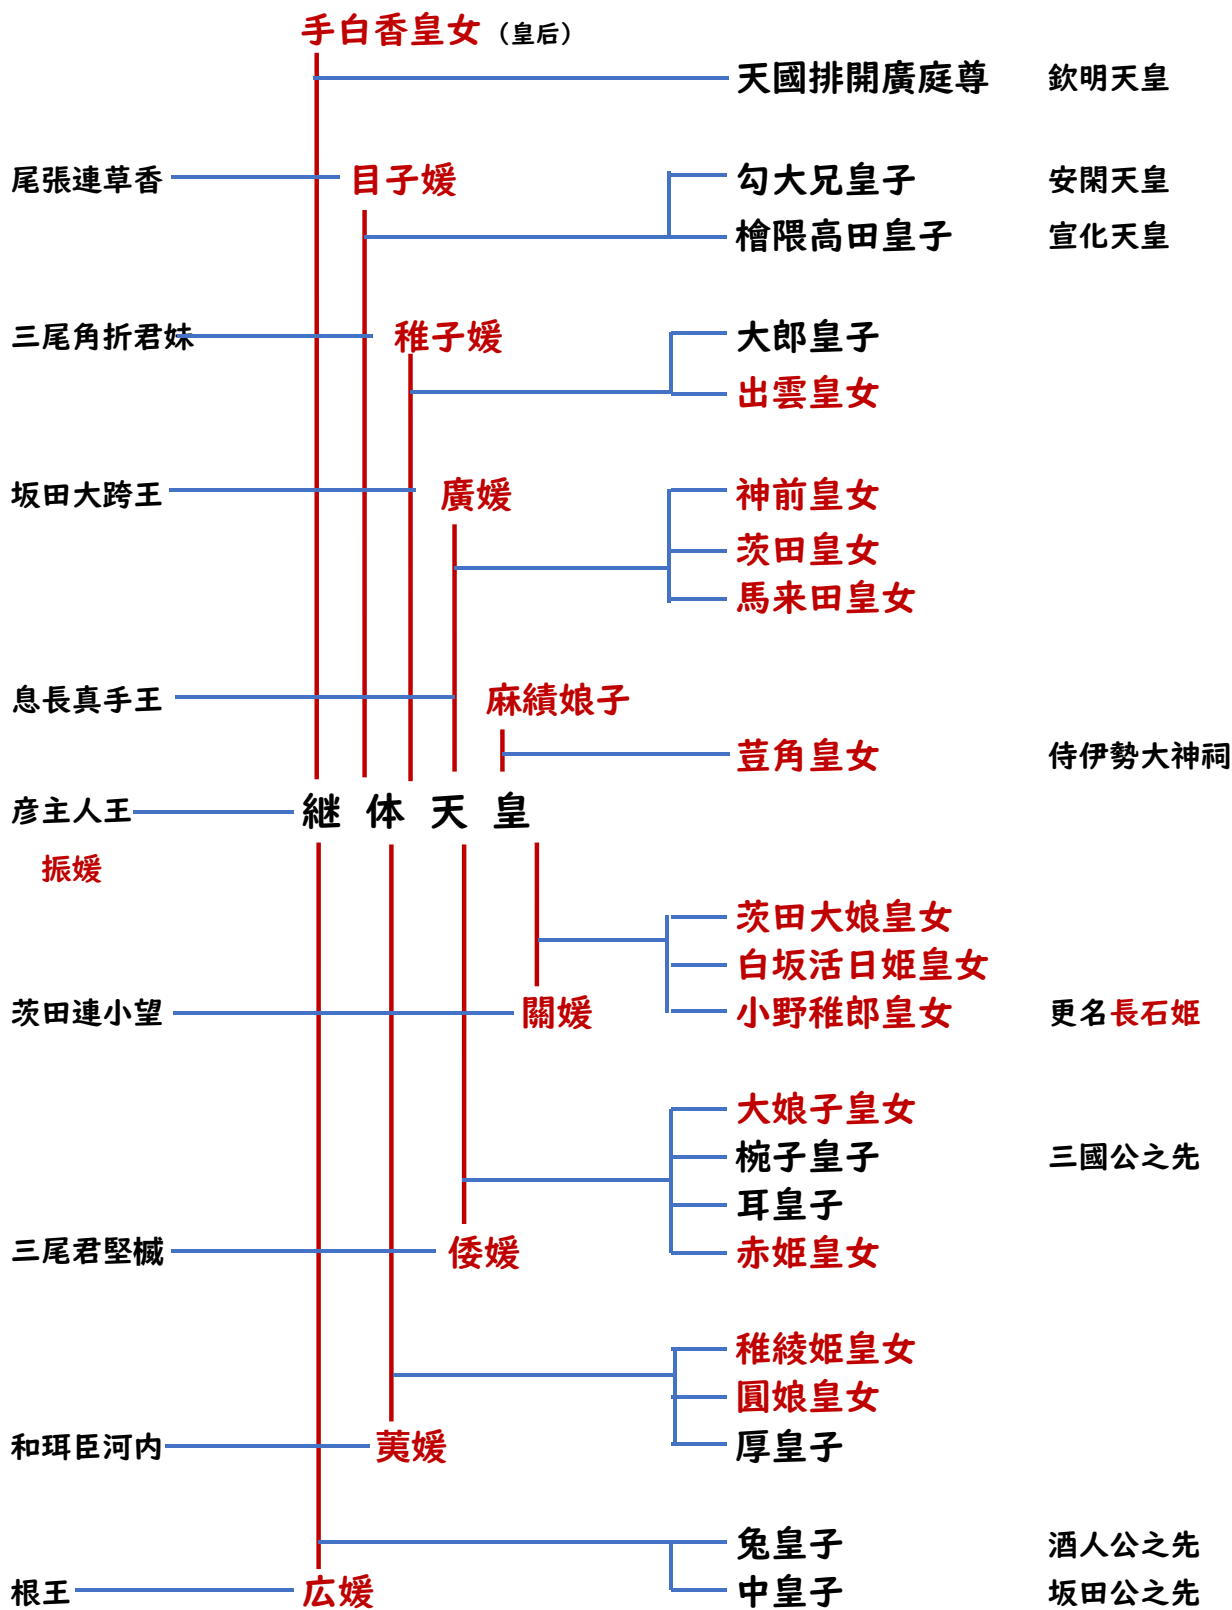 手白香皇女（皇后）
天國排開廣庭尊 欽明天皇
尾張連草香 目子媛 勾大兄皇子 安閑天皇
檜隈高田皇子 宣化天皇
三尾角折君妹 稚子媛 大郎皇子
出雲皇女
坂田大跨王 廣媛 神前皇女
茨田皇女
馬来田皇女
息長真手王 麻績娘子
荳角皇女 侍伊勢大神祠
彦主人王 継体天皇
振媛
茨田大娘皇女
白坂活日姫皇女
茨田連小望 關媛 小野稚郎皇女 更名長石姫
大娘子皇女
椀子皇子 三國公之先
耳皇子
三尾君堅楲 倭媛 赤姫皇女
稚綾姫皇女
圓娘皇女
和珥臣河内 荑媛 厚皇子
兔皇子 酒人公之先
根王 広媛 中皇子 坂田公之先